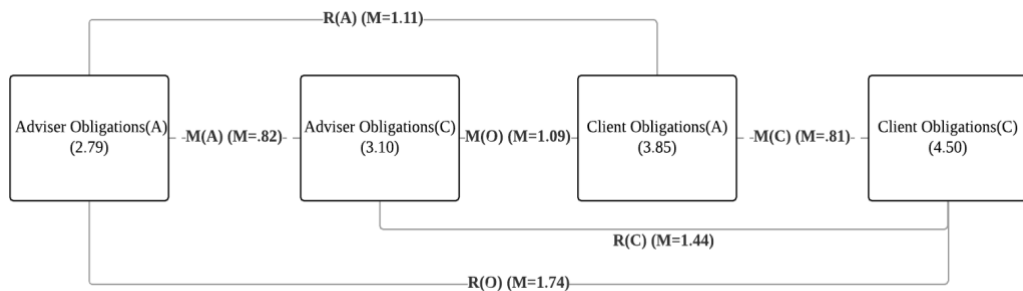 R(A) (M=1.11)
Adviser Obligations(A)
(2.79)
M(A) (M=.82)
Adviser Obligations(C)
(3.10)
M(O) (M=1.09)
Client Obligations(A)
(3.85)
M(C) (M=.81)
Client Obligations(C)
(4.50)
R(C) (M=1.44)
R(O) (M=1.74)